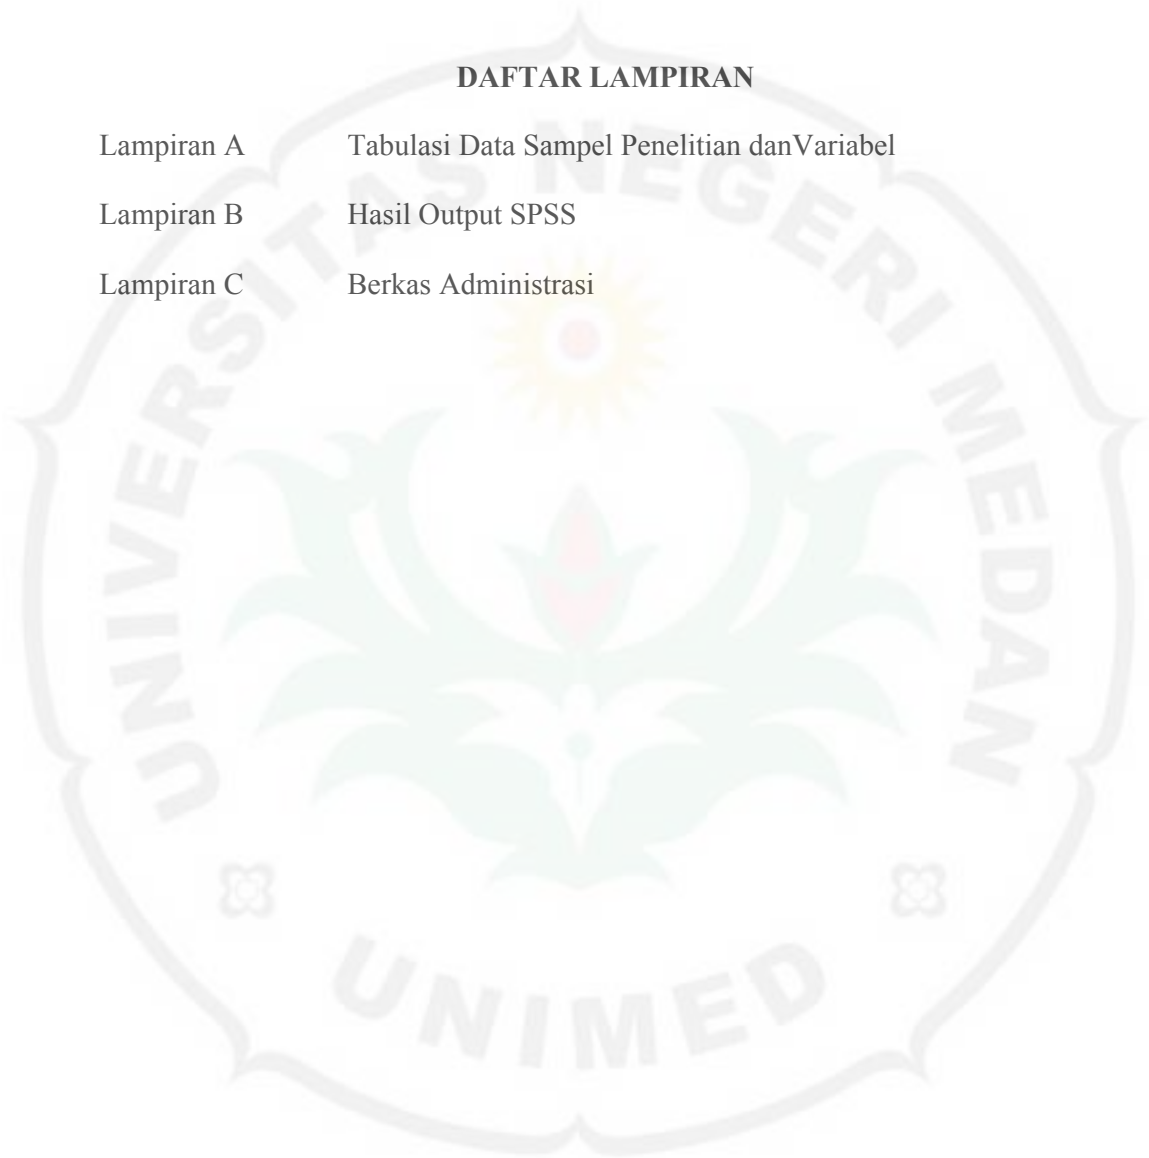 DAFTAR LAMPIRAN
Lampiran A Tabulasi Data Sampel Penelitian danVariabel
Lampiran B Hasil Output SPSS
Lampiran C Berkas Administrasi
UNIVERSITAS NEGERI MEDAN
UNIMED